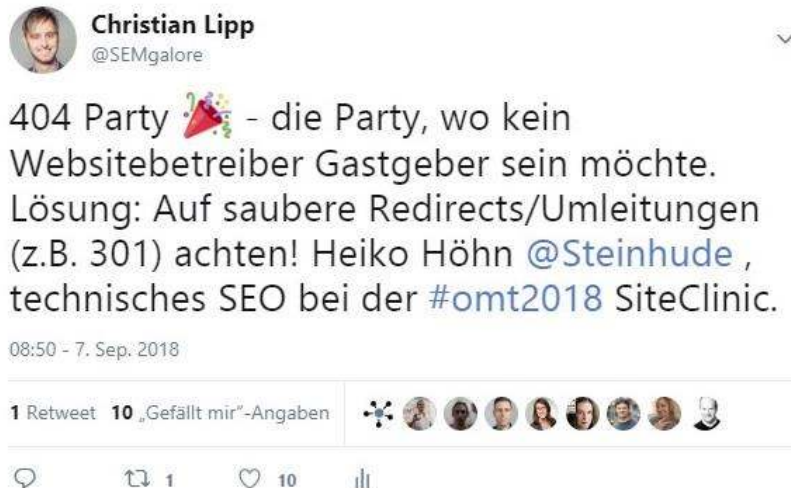 Christian Lipp
@SEMgalore
404 Party 🎉 - die Party, wo kein
Websitebetreiber Gastgeber sein möchte.
Lösung: Auf saubere Redirects/Umleitungen
(z.B. 301) achten! Heiko Höhn @Steinhude ,
technisches SEO bei der #omt2018 SiteClinic.
08:50 - 7. Sep. 2018
1 Retweet 10 „Gefällt mir“-Angaben
1 10